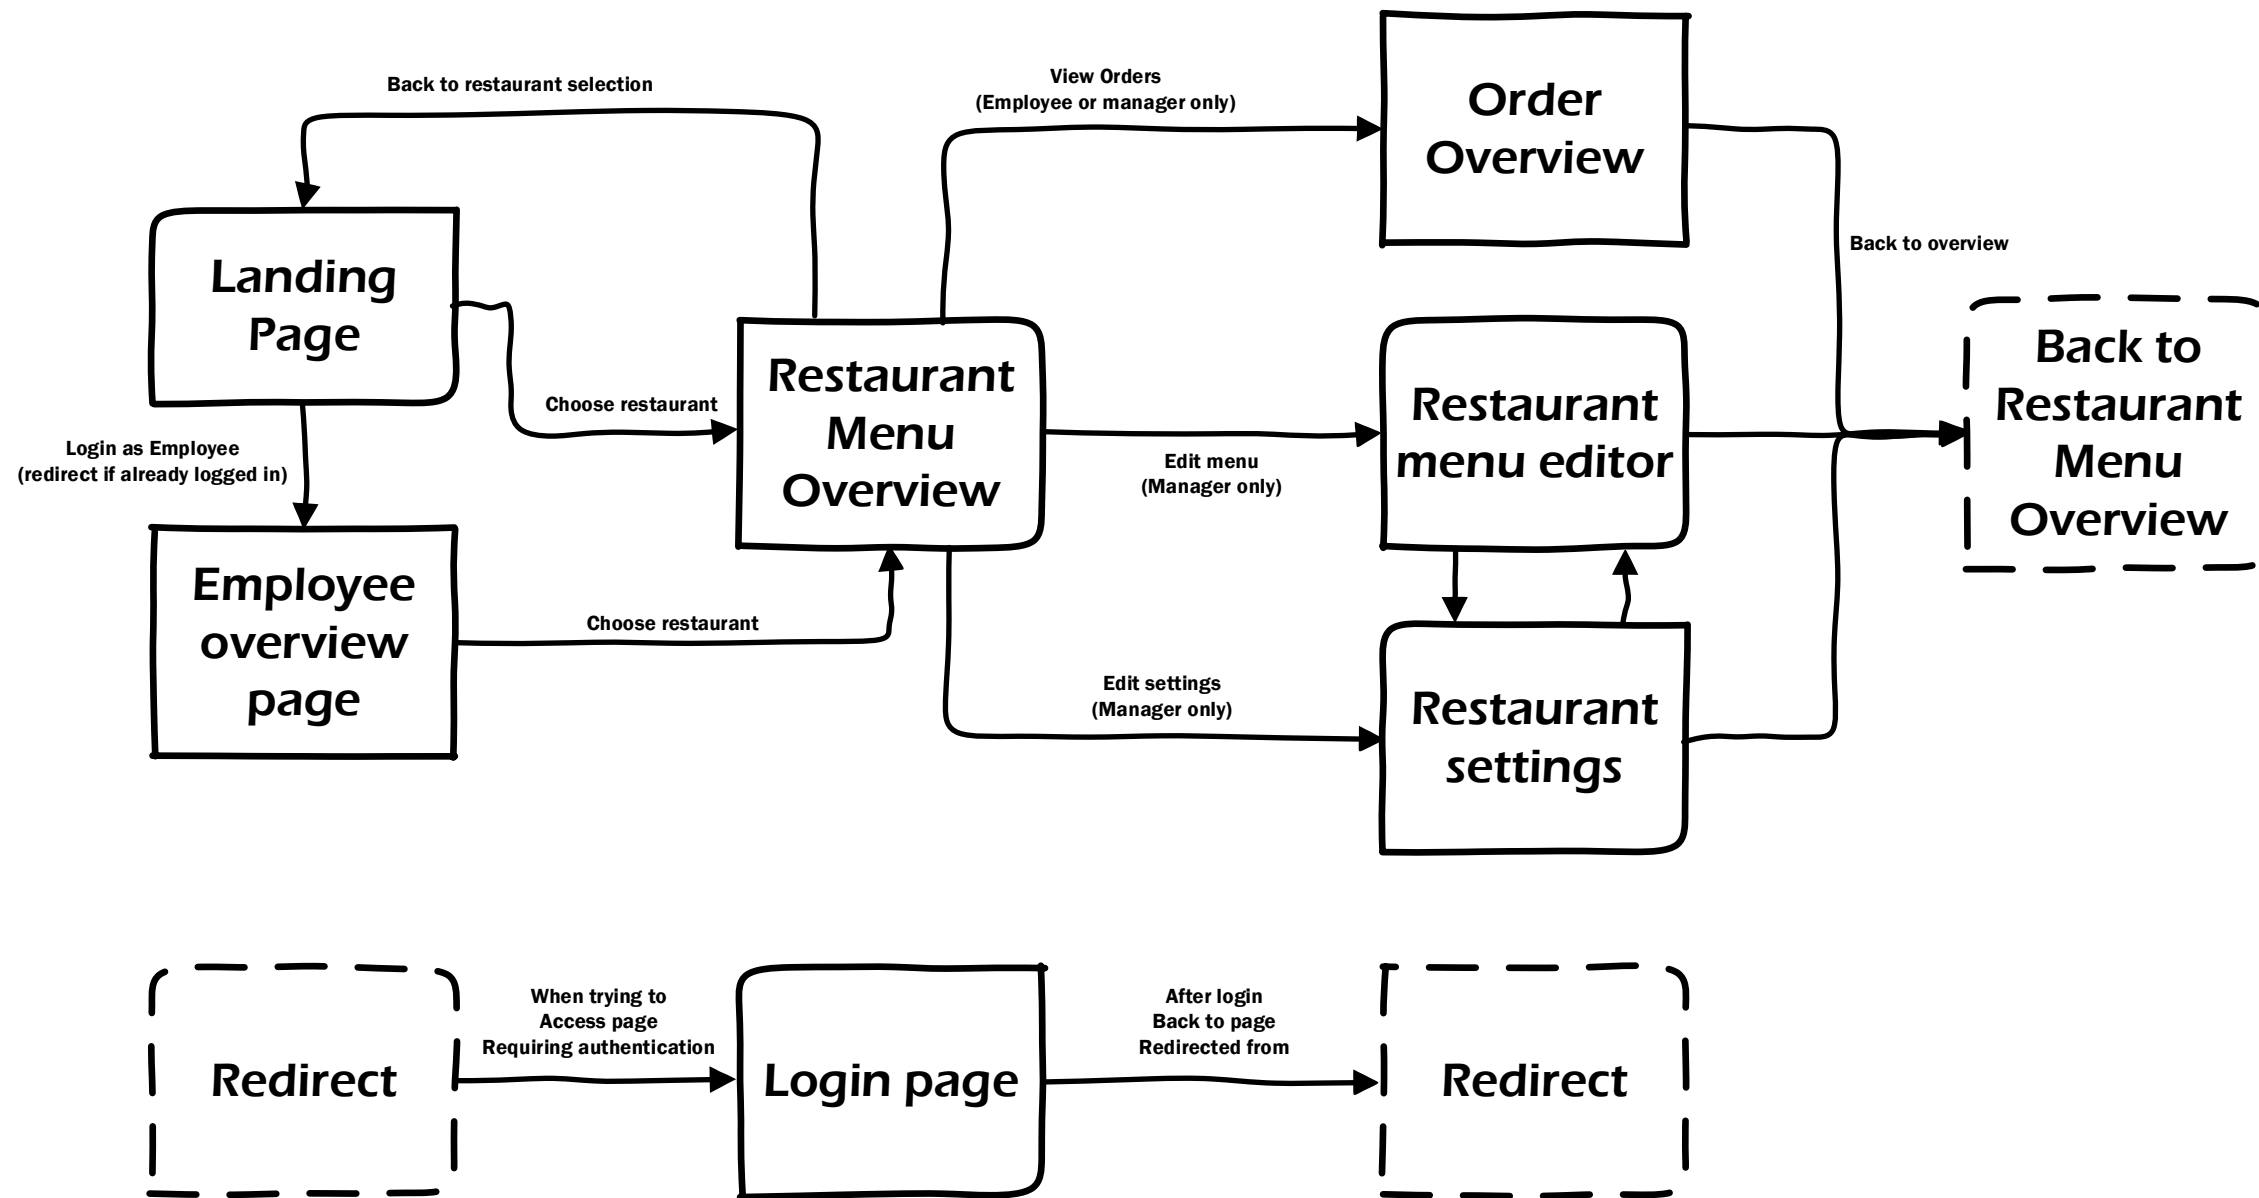 Back to restaurant selection
View Orders
(Employee or manager only)
Order
Overview
Back to overview
Landing
Page
Choose restaurant
Login as Employee
(redirect if already logged in)
Restaurant
Menu
Overview
Edit menu
(Manager only)
Restaurant
menu editor
Back to
Restaurant
Menu
Overview
Employee
overview
page
Choose restaurant
Edit settings
(Manager only)
Restaurant
settings
Redirect
When trying to
Access page
Requiring authentication
Login page
After login
Back to page
Redirected from
Redirect